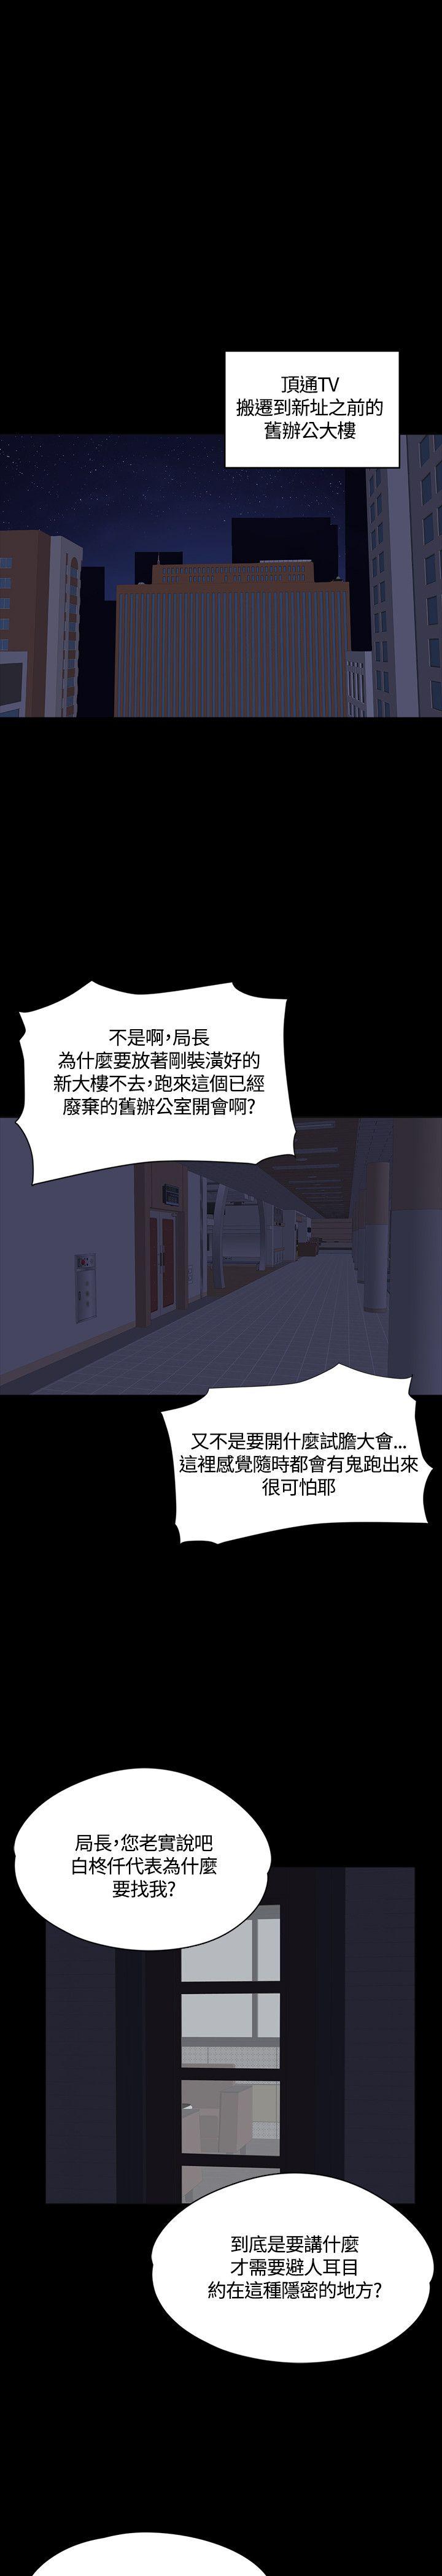 頂通TV
搬遷到新址之前的
舊辦公大樓
不是啊,局長
為什麼要放著剛裝潢好的
新大樓不去,跑來這個已經
廢棄的舊辦公室開會啊?
又不是要開什麼試膽大會...
這裡感覺隨時都會有鬼跑出來
很可怕耶
局長,您老實說吧
白柊仟代表為什麼
要找我?
到底是要講什麼
才需要避人耳目
約在這種隱密的地方?